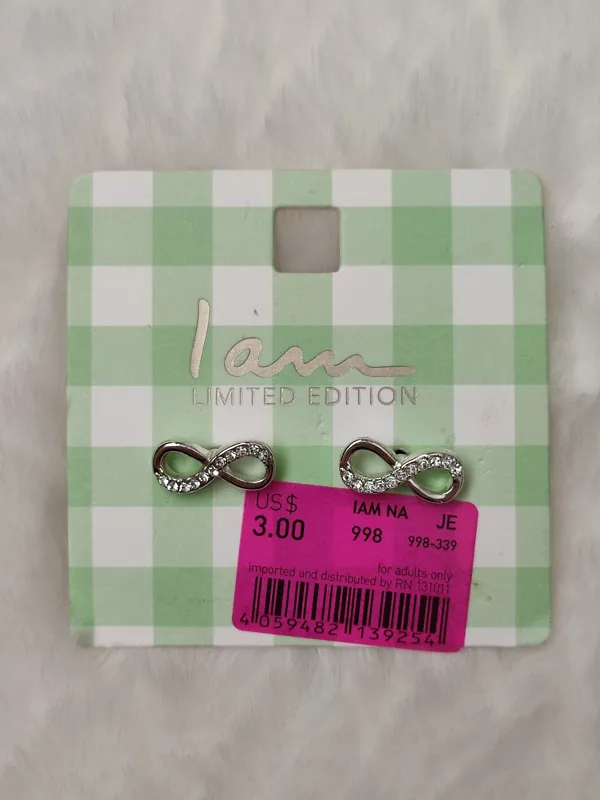 I am
LIMITED EDITION
US$
3.00
IAM NA
JE
998
998-339
for adults only
imported and distributed by RN 131011
4 059482 139254